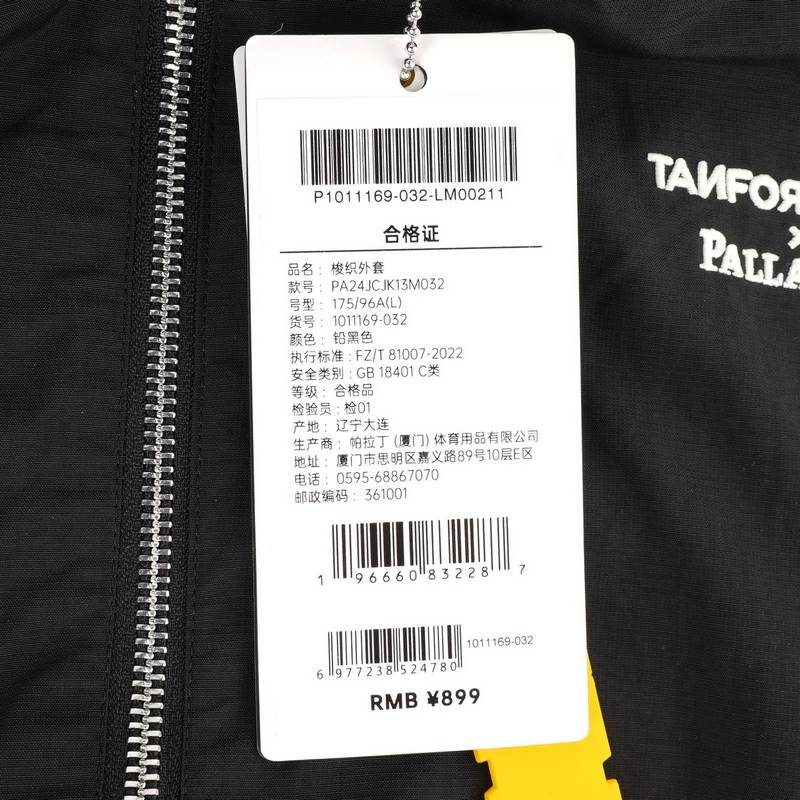 P1011169-032-LM00211
合格证
品名： 梭织外套
款号： PA24JCJK13M032
号型： 175/96A(L)
货号： 1011169-032
颜色： 铅黑色
执行标准：FZ/T 81007-2022
安全类别：GB 18401 C类
等级： 合格品
检验员：检01
产地： 辽宁大连
生产商： 帕拉丁（厦门）体育用品有限公司
地址： 厦门市思明区嘉义路89号10层E区
电话： 0595-68867070
邮政编码： 361001
1 96660 83228 7
6 977238 524780
1011169-032
RMB ¥899
TANFOR
PALLA